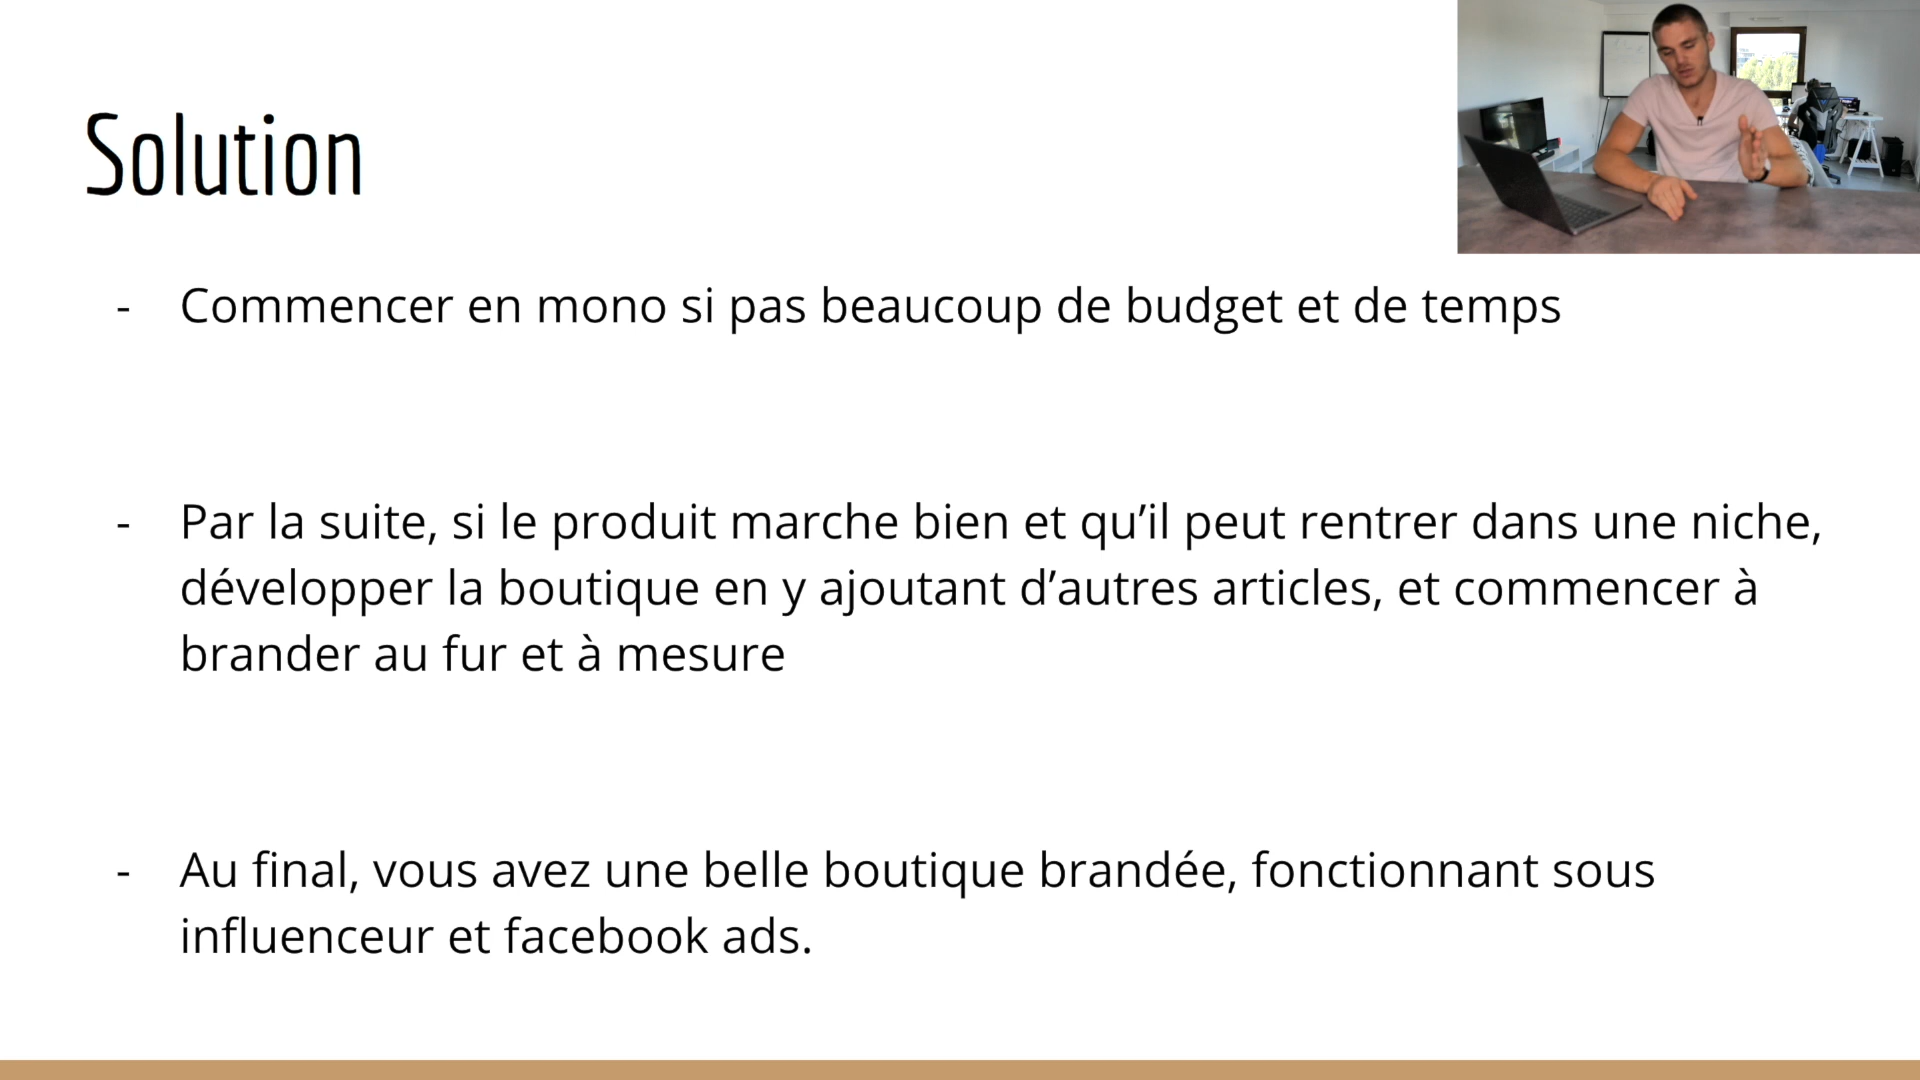 Solution
- Commencer en mono si pas beaucoup de budget et de temps
- Par la suite, si le produit marche bien et qu’il peut rentrer dans une niche,
développer la boutique en y ajoutant d’autres articles, et commencer à
brander au fur et à mesure
- Au final, vous avez une belle boutique brandée, fonctionnant sous
influenceur et facebook ads.